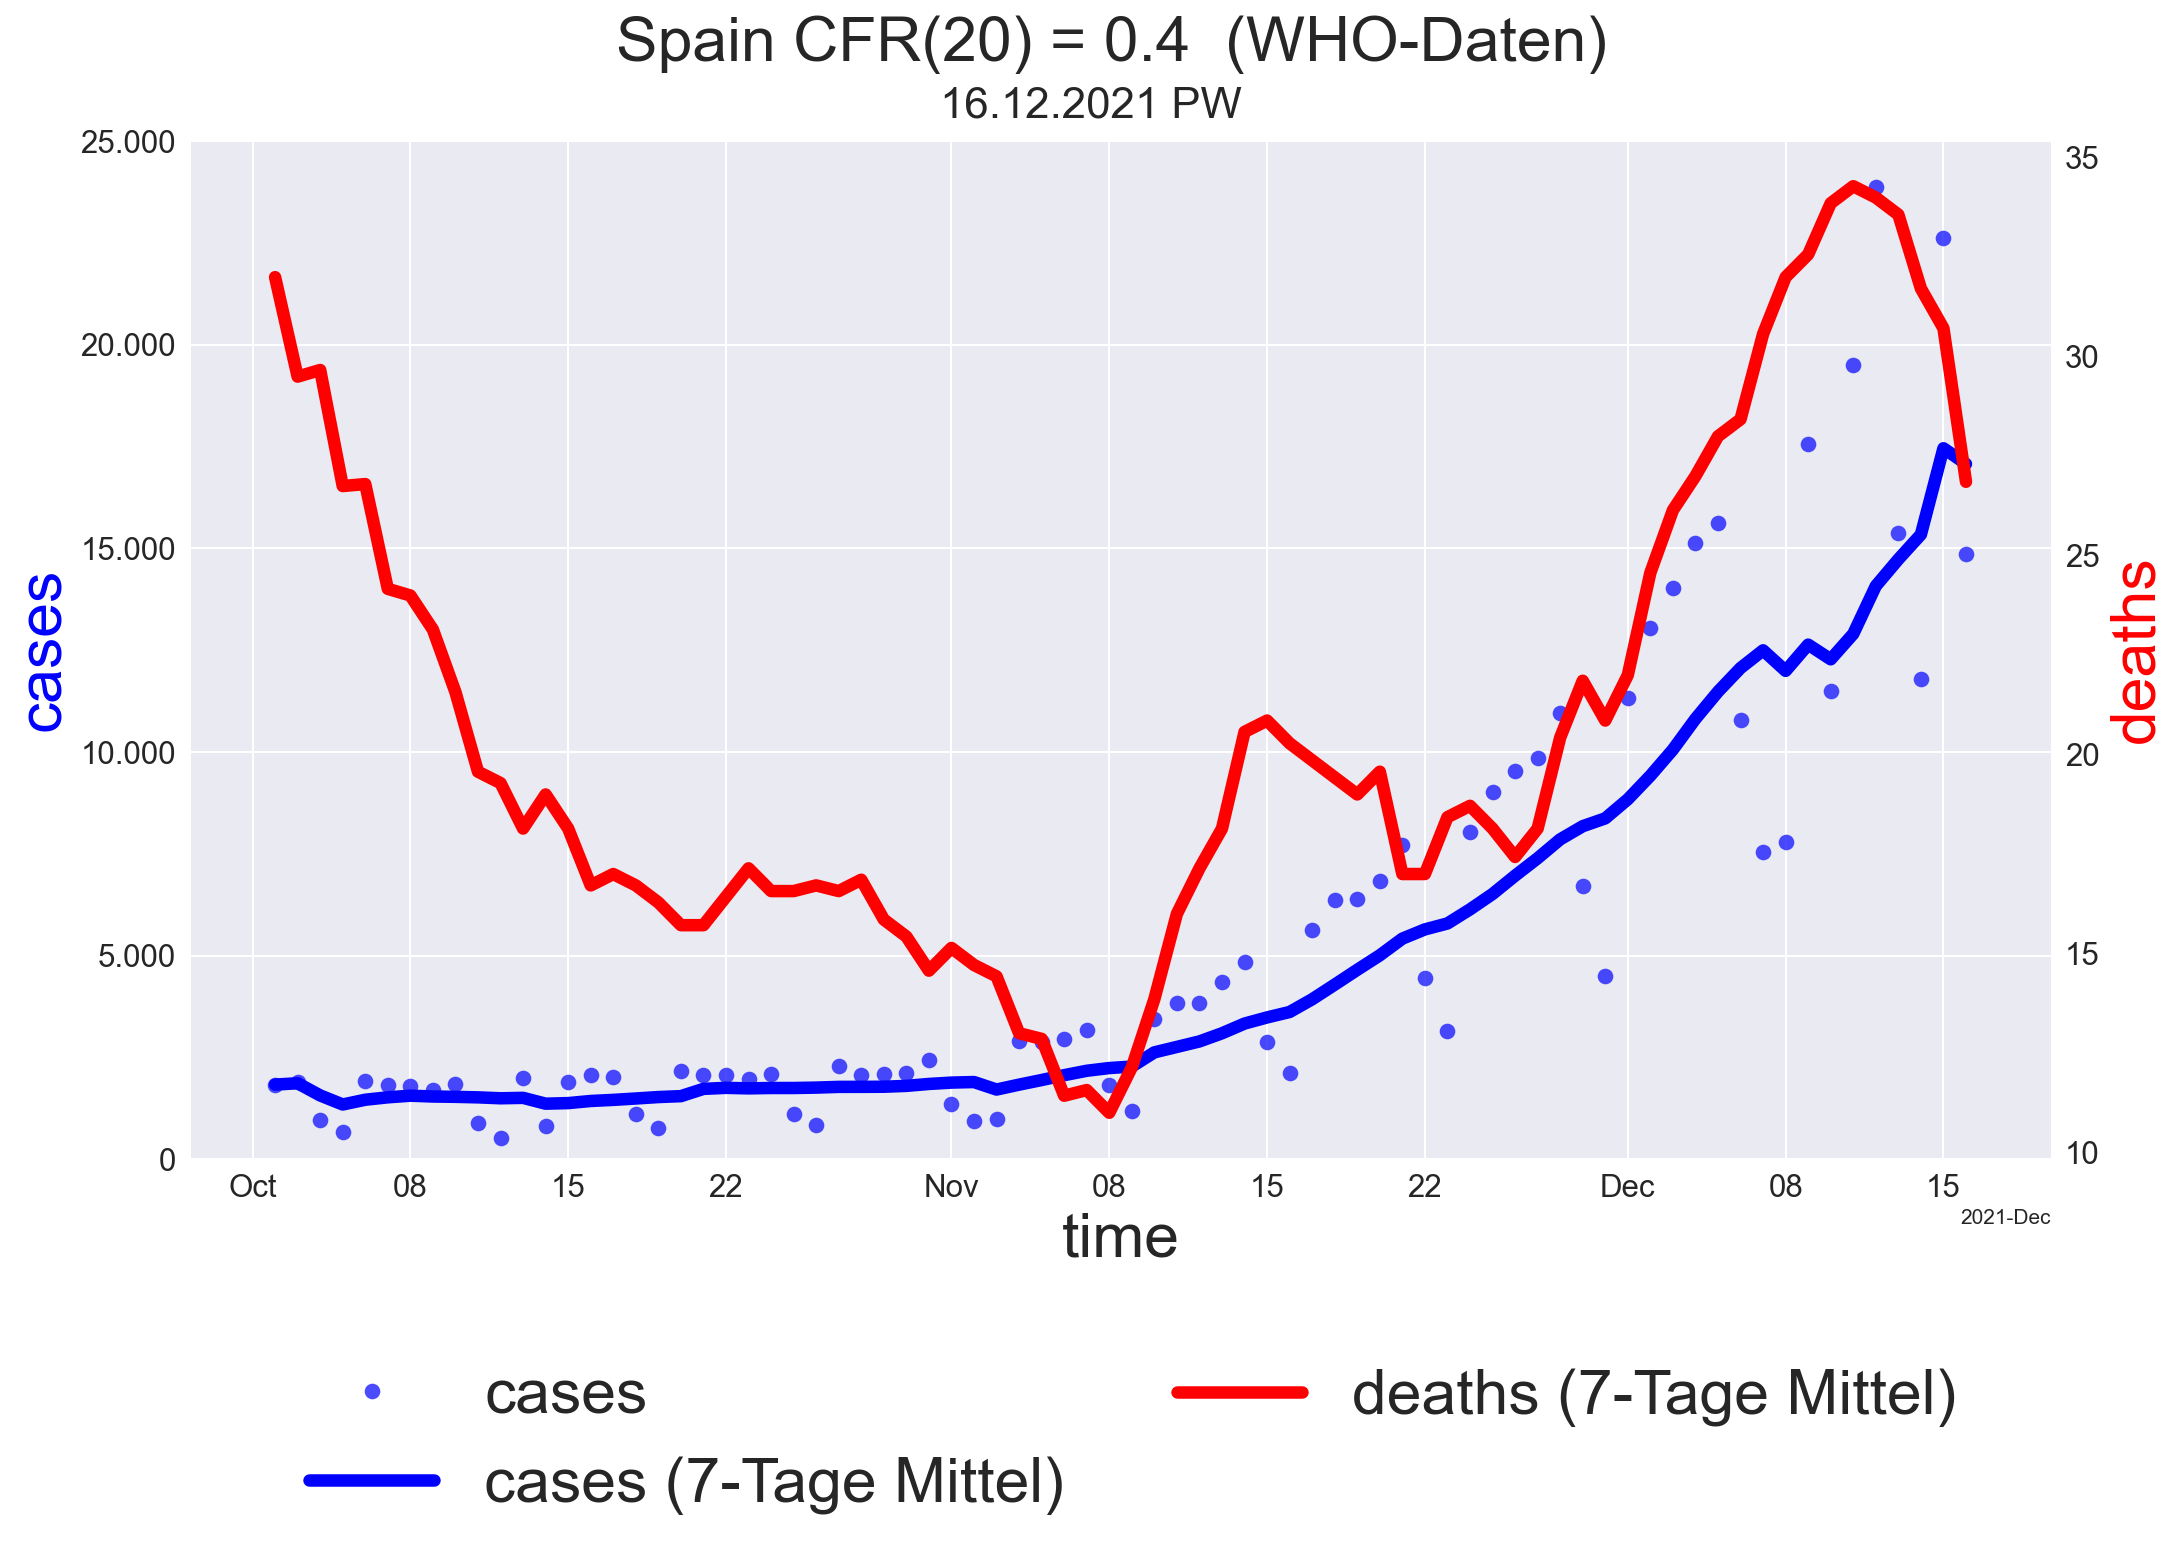 Spain CFR(20) = 0.4 (WHO-Daten)
16.12.2021 PW
25.000
20.000
15.000
10.000
5.000
0
cases
35
30
25
20
15
10
deaths
Oct 08 15 22 Nov 08 15 22 Dec 08 15
2021-Dec
time
cases
cases (7-Tage Mittel)
deaths (7-Tage Mittel)